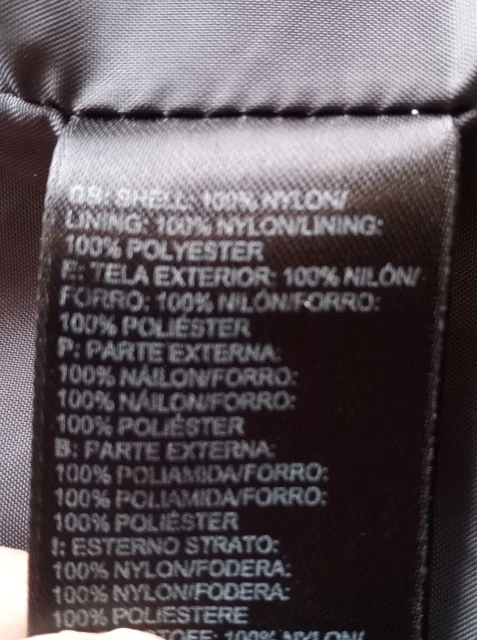 GB: SHELL: 100% NYLON/
LINING: 100% NYLON/LINING:
100% POLYESTER
E: TELA EXTERIOR: 100% NILÓN/
FORRO: 100% NILÓN/FORRO:
100% POLIÉSTER
P: PARTE EXTERNA:
100% NÁILON/FORRO:
100% NÁILON/FORRO:
100% POLIÉSTER
B: PARTE EXTERNA:
100% POLIAMIDA/FORRO:
100% POLIAMIDA/FORRO:
100% POLIÉSTER
I: ESTERNO STRATO:
100% NYLON/FODERA:
100% NYLON/FODERA:
100% POLIESTERE
100% NYLON/